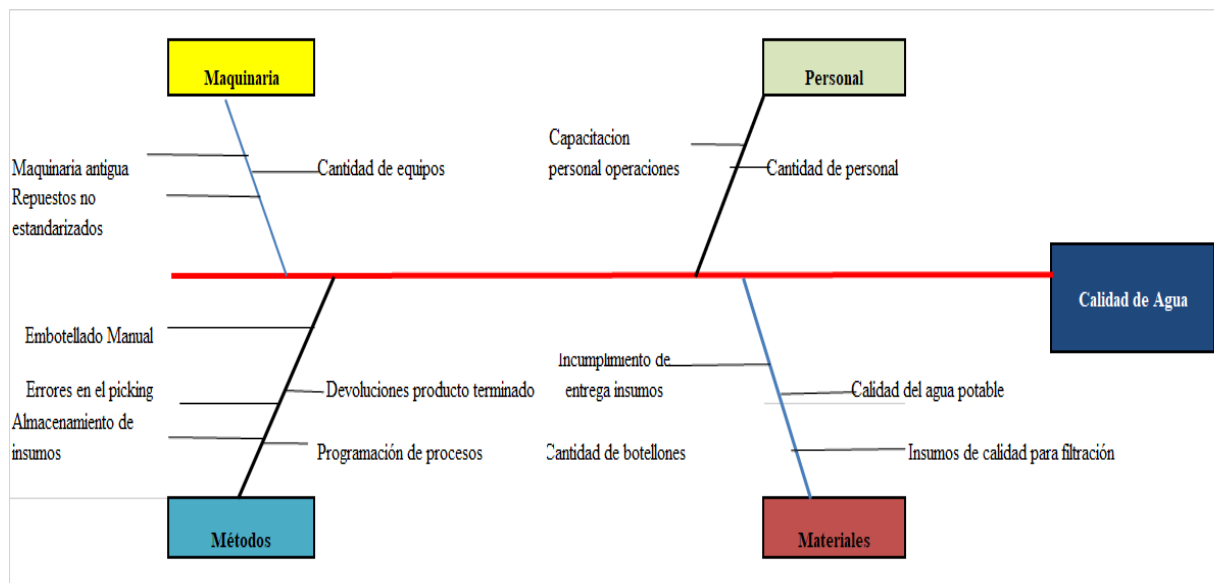 Maquinaria
Personal
Maquinaria antigua
Cantidad de equipos
Repuestos no
estandarizados
Capacitacion
personal operaciones
Cantidad de personal
Calidad de Agua
Embotellado Manual
Errores en el picking
Devoluciones producto terminado
Almacenamiento de
insumos
Programación de procesos
Incumplimiento de
entrega insumos
Calidad del agua potable
Cantidad de botellones
Insumos de calidad para filtración
Métodos
Materiales